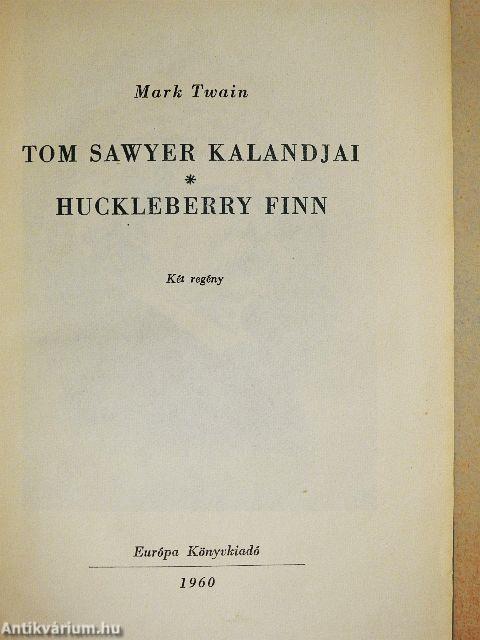 Mark Twain
TOM SAWYER KALANDJAI
*
HUCKLEBERRY FINN
Két regény
Európa Könyvkiadó
1960
Antikvárium.hu